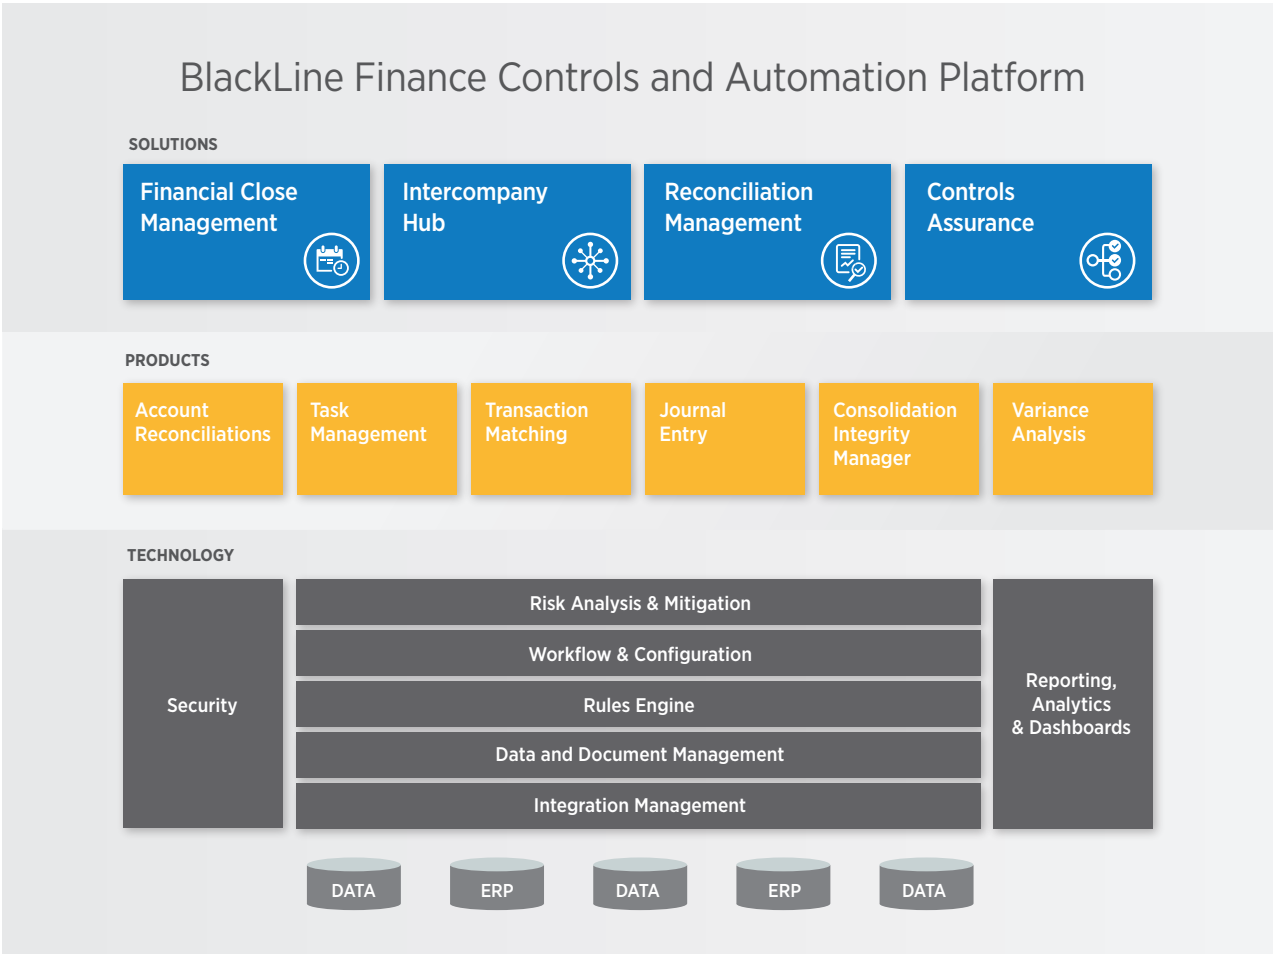 BlackLine Finance Controls and Automation Platform
SOLUTIONS
Financial Close
Management
Intercompany
Hub
Reconciliation
Management
Controls
Assurance
PRODUCTS
Account
Reconciliations
Task
Management
Transaction
Matching
Journal
Entry
Consolidation
Integrity
Manager
Variance
Analysis
TECHNOLOGY
Security
Risk Analysis & Mitigation
Workflow & Configuration
Rules Engine
Data and Document Management
Integration Management
Reporting,
Analytics
& Dashboards
DATA
ERP
DATA
ERP
DATA